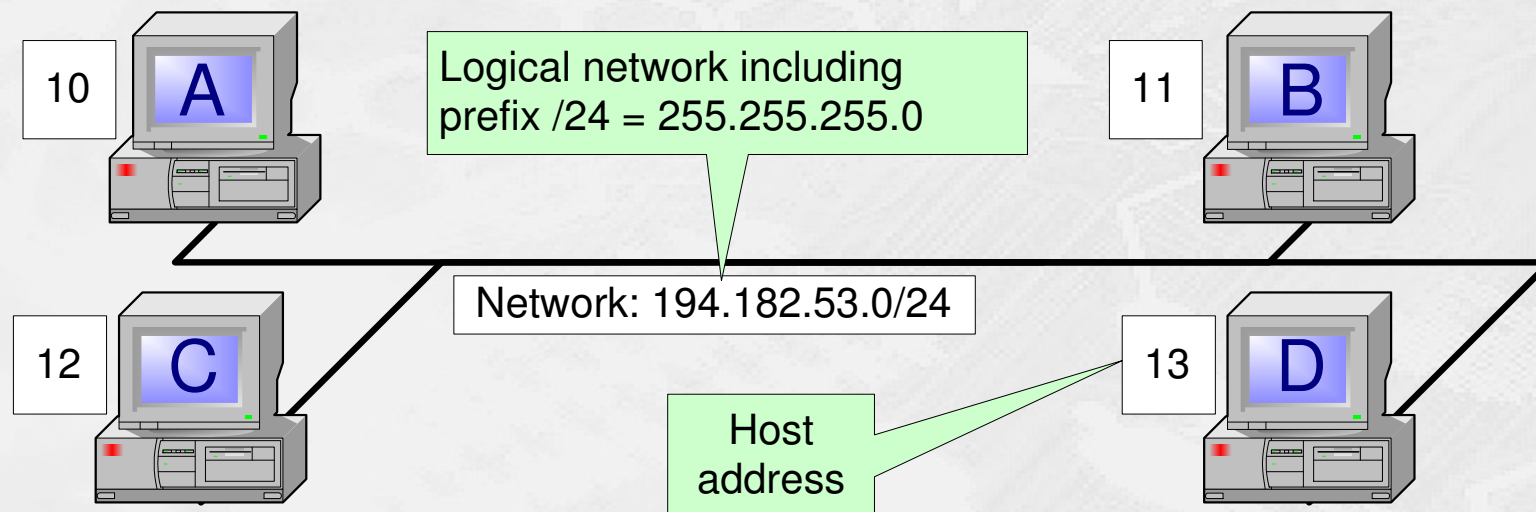 10
A
Logical network including
prefix /24 = 255.255.255.0
11
B
Network: 194.182.53.0/24
12
C
13
D
Host
address